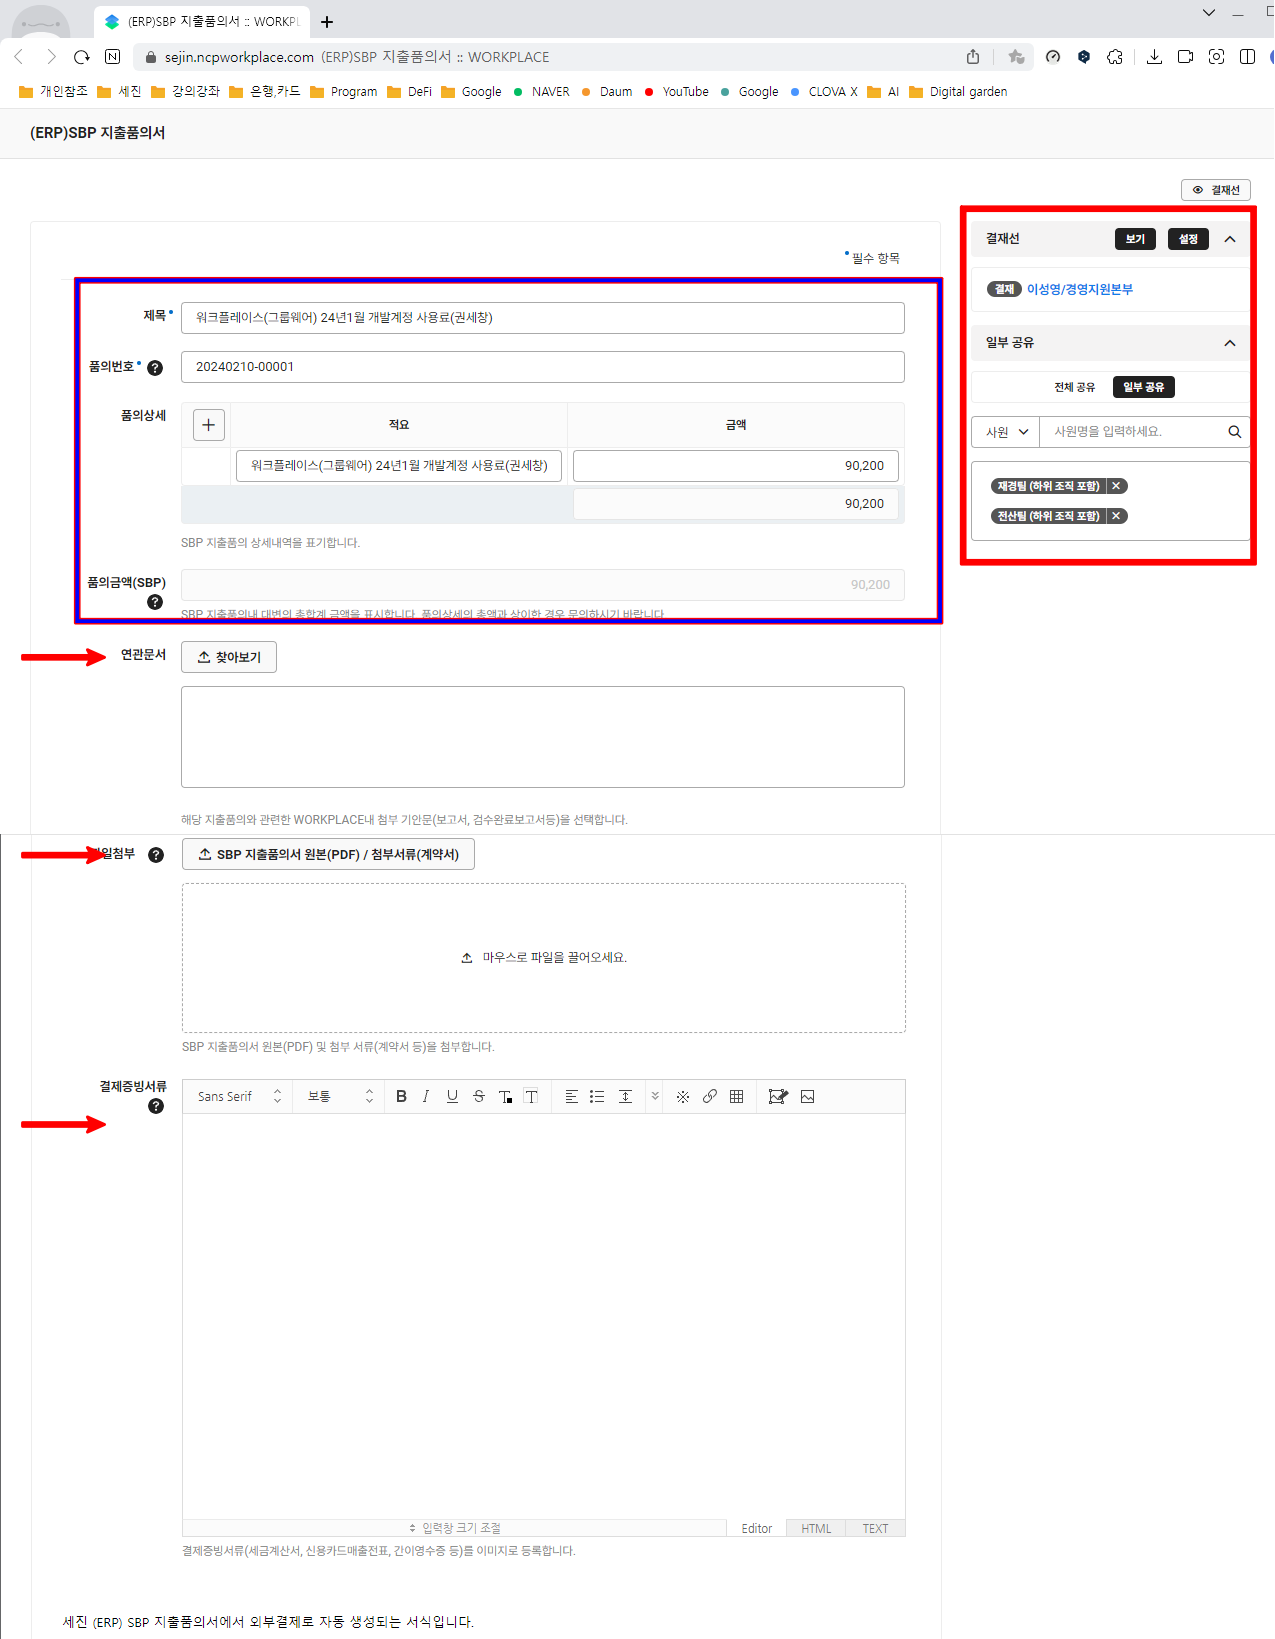 (ERP)SBP 지출품의서 :: WORKPL
sejin.ncpworkplace.com (ERP)SBP 지출품의서 :: WORKPLACE
개인참조 세진 강의강좌 은행,카드 Program DeFi Google NAVER Daum YouTube Google CLOVA X AI Digital garden
(ERP)SBP 지출품의서
결재선
필수 항목
제목
워크플레이스(그룹웨어) 24년1월 개발계정 사용료(권세창)
품의번호
20240210-00001
품의상세
적요 금액
워크플레이스(그룹웨어) 24년1월 개발계정 사용료(권세창) 90,200
90,200
SBP 지출품의 상세내역을 표기합니다.
품의금액(SBP)
90,200
SBP 지출품의내 대변의 총합계 금액을 표시합니다. 품의상세의 총액과 상이한 경우 문의하시기 바랍니다
연관문서
찾아보기
해당 지출품의와 관련한 WORKPLACE내 첨부 기안문(보고서, 검수완료보고서등)을 선택합니다.
일첨부
SBP 지출품의서 원본(PDF) / 첨부서류(계약서)
마우스로 파일을 끌어오세요.
SBP 지출품의서 원본(PDF) 및 첨부 서류(계약서 등)을 첨부합니다.
결제증빙서류
Sans Serif 보통 B I U S T T
입력창 크기 조절
Editor HTML TEXT
결제증빙서류(세금계산서, 신용카드매출전표, 간이영수증 등)를 이미지로 등록합니다.
세진 (ERP) SBP 지출품의서에서 외부결제로 자동 생성되는 서식입니다.
결재선 보기 설정
결재 이성영/경영지원본부
일부 공유
전체 공유 일부 공유
사원 사원명을 입력하세요.
재경팀 (하위 조직 포함)
전산팀 (하위 조직 포함)